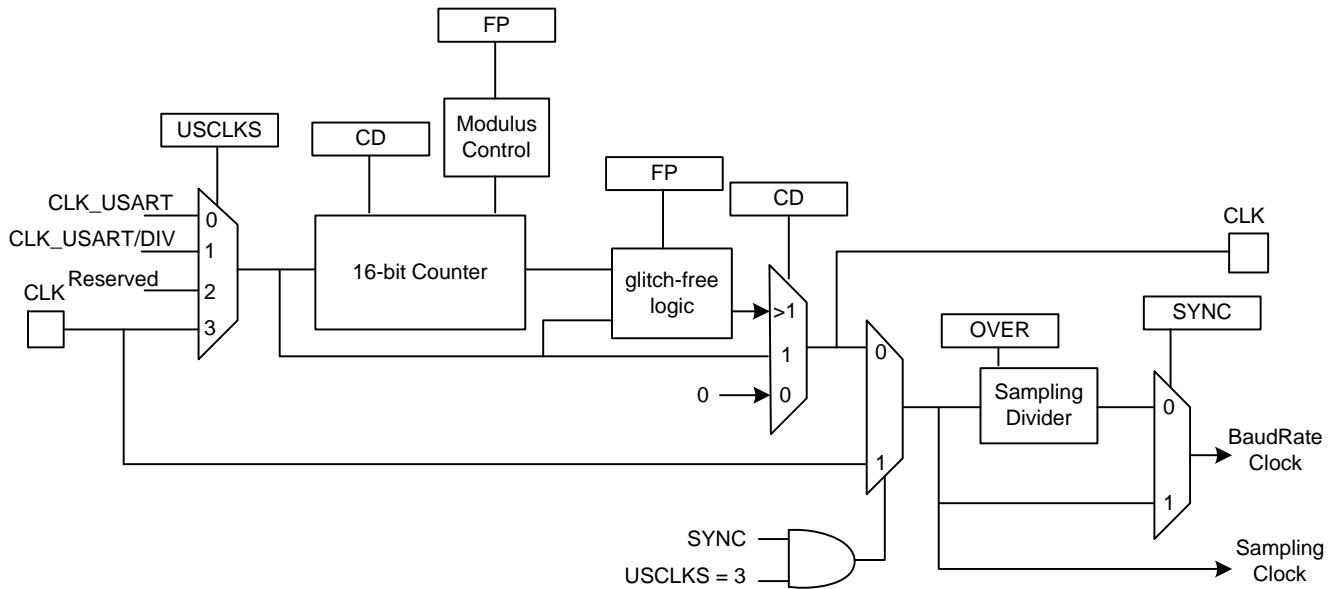 FP
Modulus
Control
USCLKS
CD
FP
CD
CLK_USART
0
CLK_USART/DIV
1
Reserved
2
CLK
3
16-bit Counter
glitch-free
logic
>1
1
0
0
CLK
OVER
SYNC
0
1
Sampling
Divider
0
1
BaudRate
Clock
SYNC
USCLKS = 3
Sampling
Clock